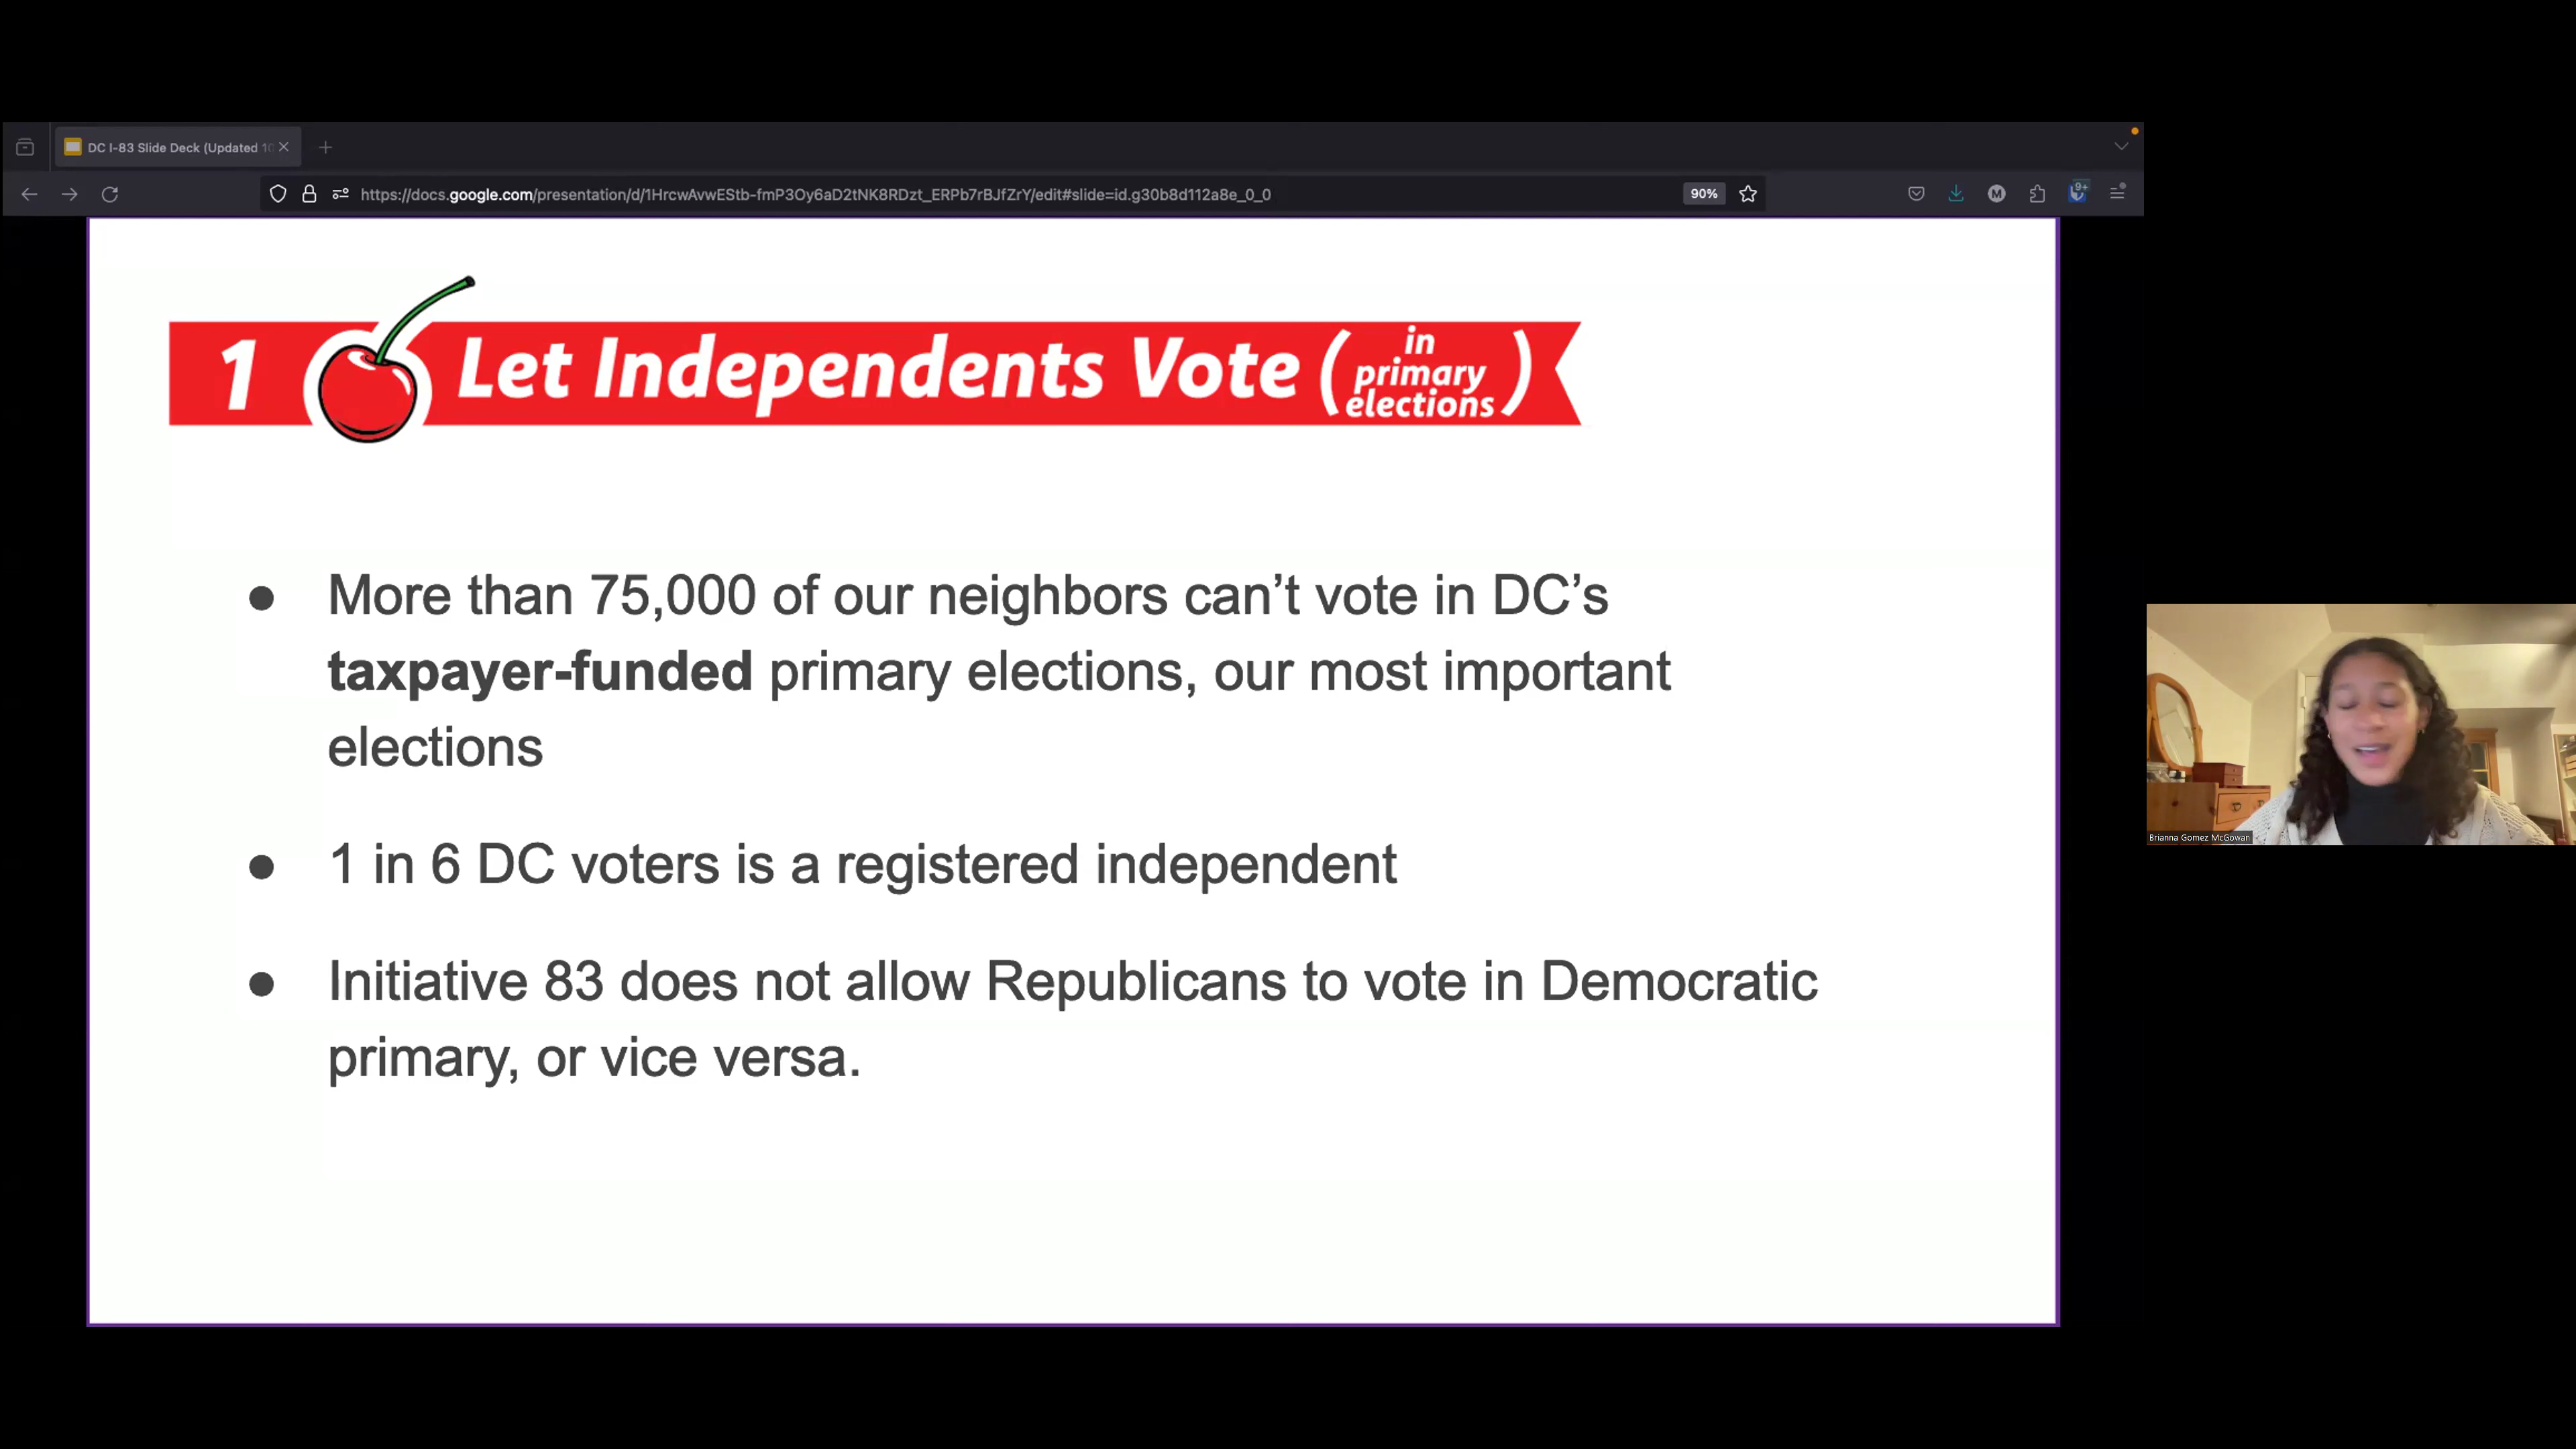 DC I-83 Slide Deck (Updated 10
https://docs.google.com/presentation/d/1HrcwAvwEStb-fmP3Oy6aD2tNK8RDzt_ERPb7rBJfZrY/edit#slide=id.g30b8d112a8e_0_0
90%
M
9+
1 Let Independents Vote (in
primary
elections)
● More than 75,000 of our neighbors can’t vote in DC’s
taxpayer-funded primary elections, our most important
elections
● 1 in 6 DC voters is a registered independent
● Initiative 83 does not allow Republicans to vote in Democratic
primary, or vice versa.
Brianna Gomez McGowan